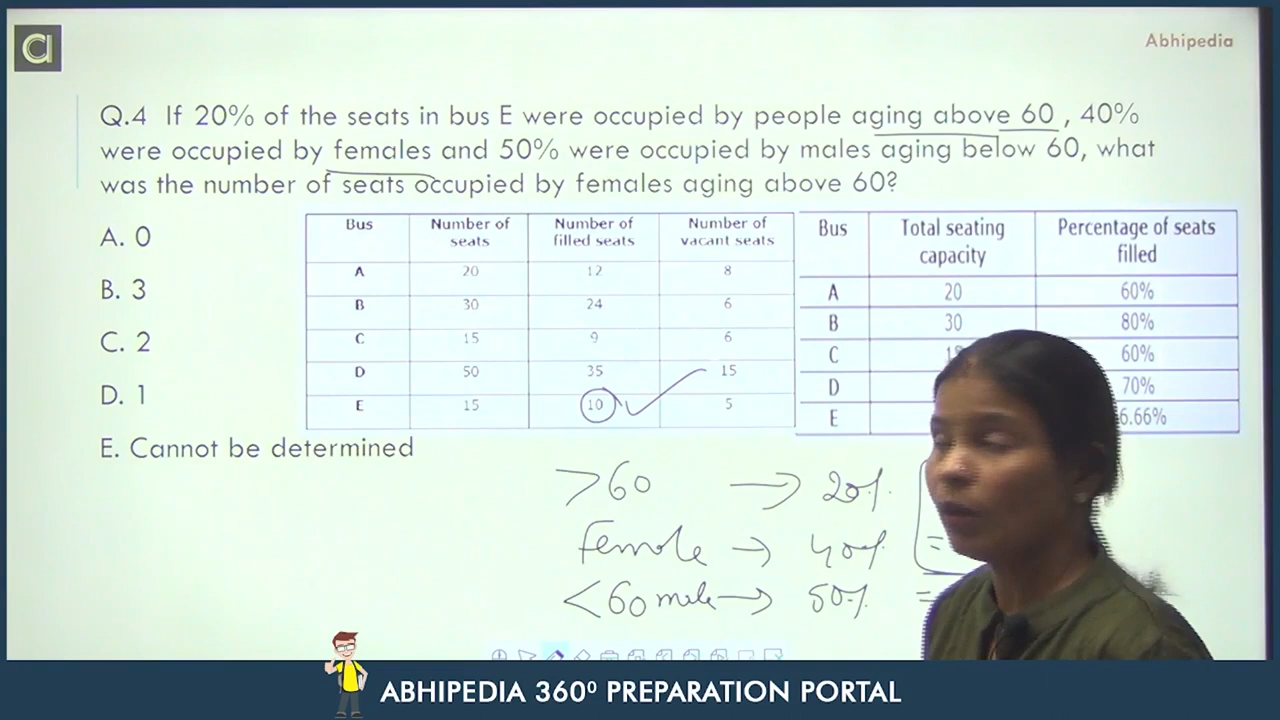 Abhipedia
Q.4 If 20% of the seats in bus E were occupied by people aging above 60 , 40%
were occupied by females and 50% were occupied by males aging below 60, what
was the number of seats occupied by females aging above 60?
A. 0
B. 3
C. 2
D. 1
E. Cannot be determined
Bus Number of seats Number of filled seats Number of vacant seats
A 20 12 8
B 30 24 6
C 15 9 6
D 50 35 15
E 15 10 5
Bus Total seating capacity Percentage of seats filled
A 20 60%
B 30 80%
C 60%
D 70%
E 6.66%
>60 → 20%
Female → 40% =
<60 male → 50% =
ABHIPEDIA 360⁰ PREPARATION PORTAL